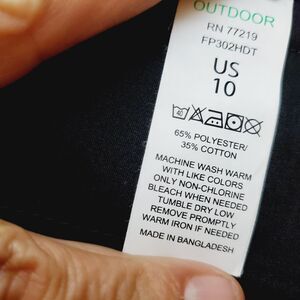 OUTDOOR
RN 77219
FP302HDT
US
10
40
65% POLYESTER/
35% COTTON
MACHINE WASH WARM
WITH LIKE COLORS
ONLY NON-CHLORINE
BLEACH WHEN NEEDED
TUMBLE DRY LOW
REMOVE PROMPTLY
WARM IRON IF NEEDED
MADE IN BANGLADESH